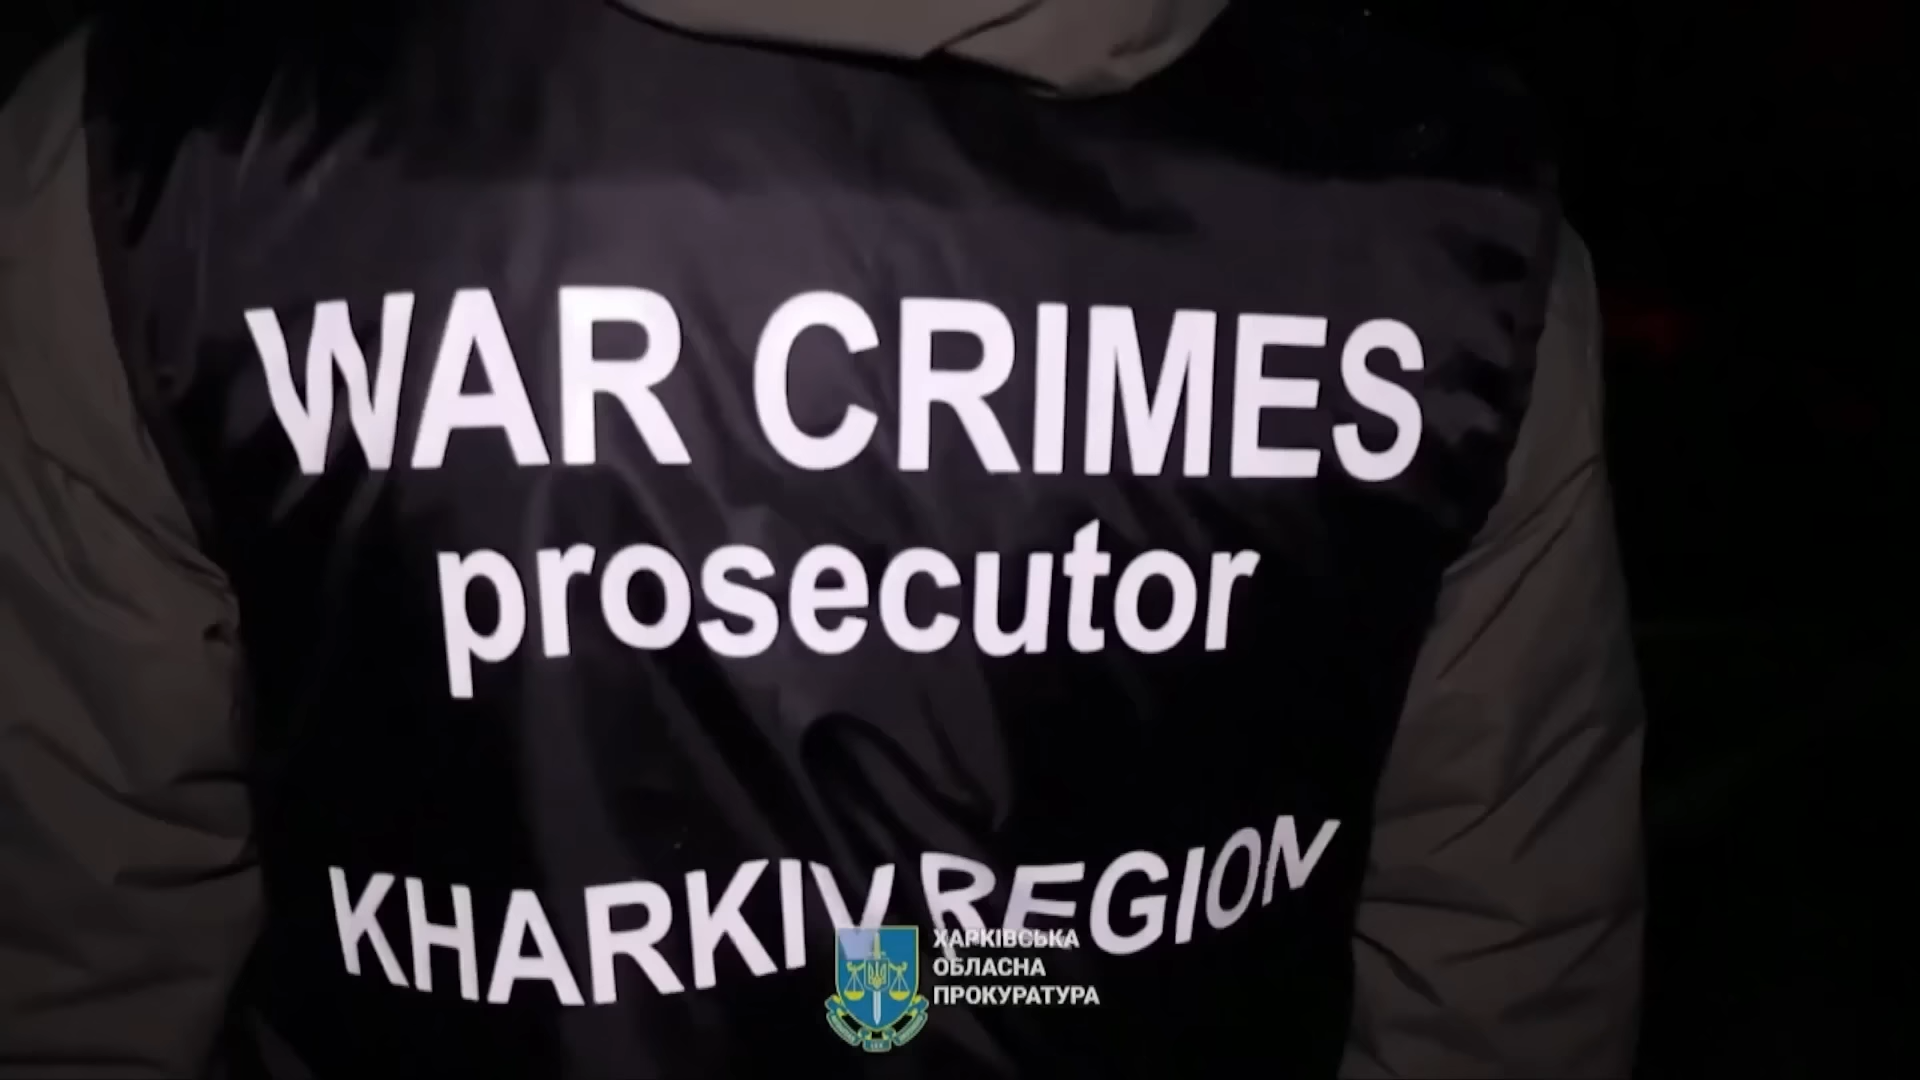 WAR CRIMES
prosecutor
KHARKIV REGION
ХАРКІВСЬКА
ОБЛАСНА
ПРОКУРАТУРА